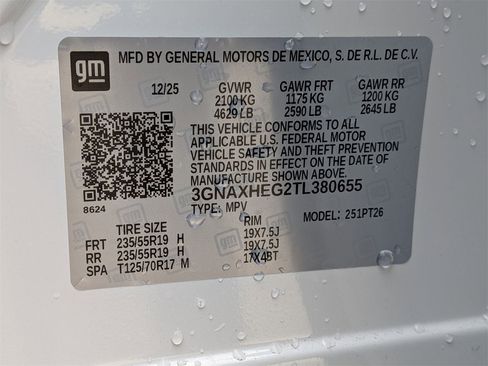 gm
MFD BY GENERAL MOTORS DE MEXICO, S. DE R.L. DE C.V.
12/25 GVWR GAWR FRT GAWR RR
2100 KG 1175 KG 1200 KG
4629 LB 2590 LB 2645 LB
THIS VEHICLE CONFORMS TO ALL
APPLICABLE U.S. FEDERAL MOTOR
VEHICLE SAFETY AND THEFT PREVENTION
STANDARDS IN EFFECT ON THE DATE OF
MANUFACTURE SHOWN ABOVE.
3GNAXHEG2TL380655
8624 TYPE: MPV
TIRE SIZE RIM MODEL: 251PT26
FRT 235/55R19 H 19X7.5J
RR 235/55R19 H 19X7.5J
SPA T125/70R17 M 17X4BT